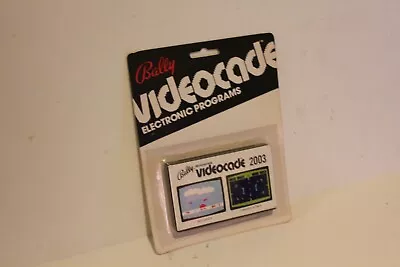 Bally
Videocade
ELECTRONIC PROGRAMS
Bally
Videocade 2003